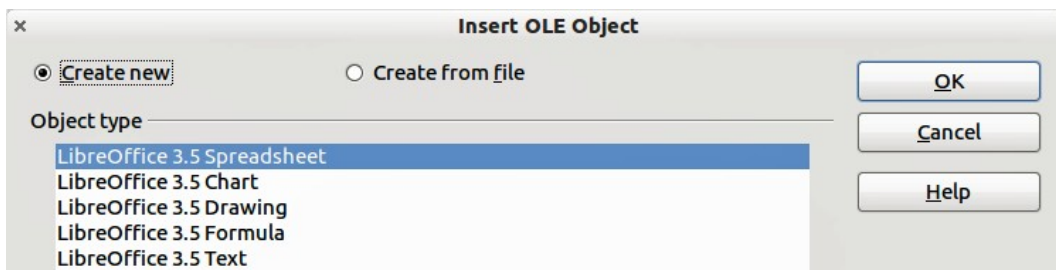 Insert OLE Object
Create new
Create from file
OK
Object type
Cancel
LibreOffice 3.5 Spreadsheet
LibreOffice 3.5 Chart
Help
LibreOffice 3.5 Drawing
LibreOffice 3.5 Formula
LibreOffice 3.5 Text